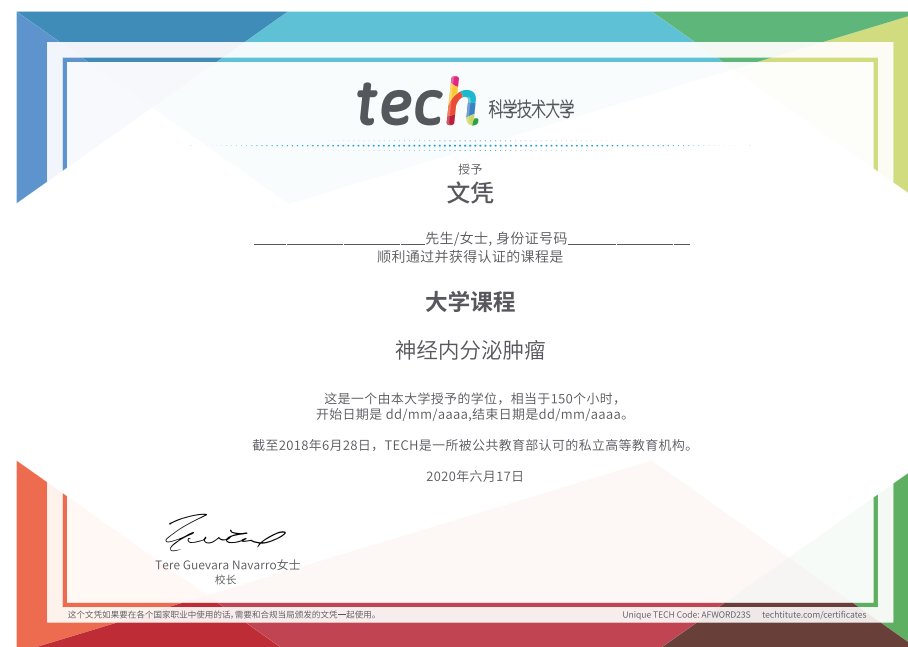 tech 科学技术大学
授予
文凭
先生/女士, 身份证号码
顺利通过并获得认证的课程是
大学课程
神经内分泌肿瘤
这是一个由本大学授予的学位，相当于150个小时，
开始日期是 dd/mm/aaaa,结束日期是dd/mm/aaaa。
截至2018年6月28日，TECH是一所被公共教育部认可的私立高等教育机构。
2020年六月17日
Tere Guevara Navarro女士
校长
这个文凭如果要在各个国家职业中使用的话,需要和合规当局颁发的文凭一起使用。
Unique TECH Code: AFWORD23S techtitute.com/certificates